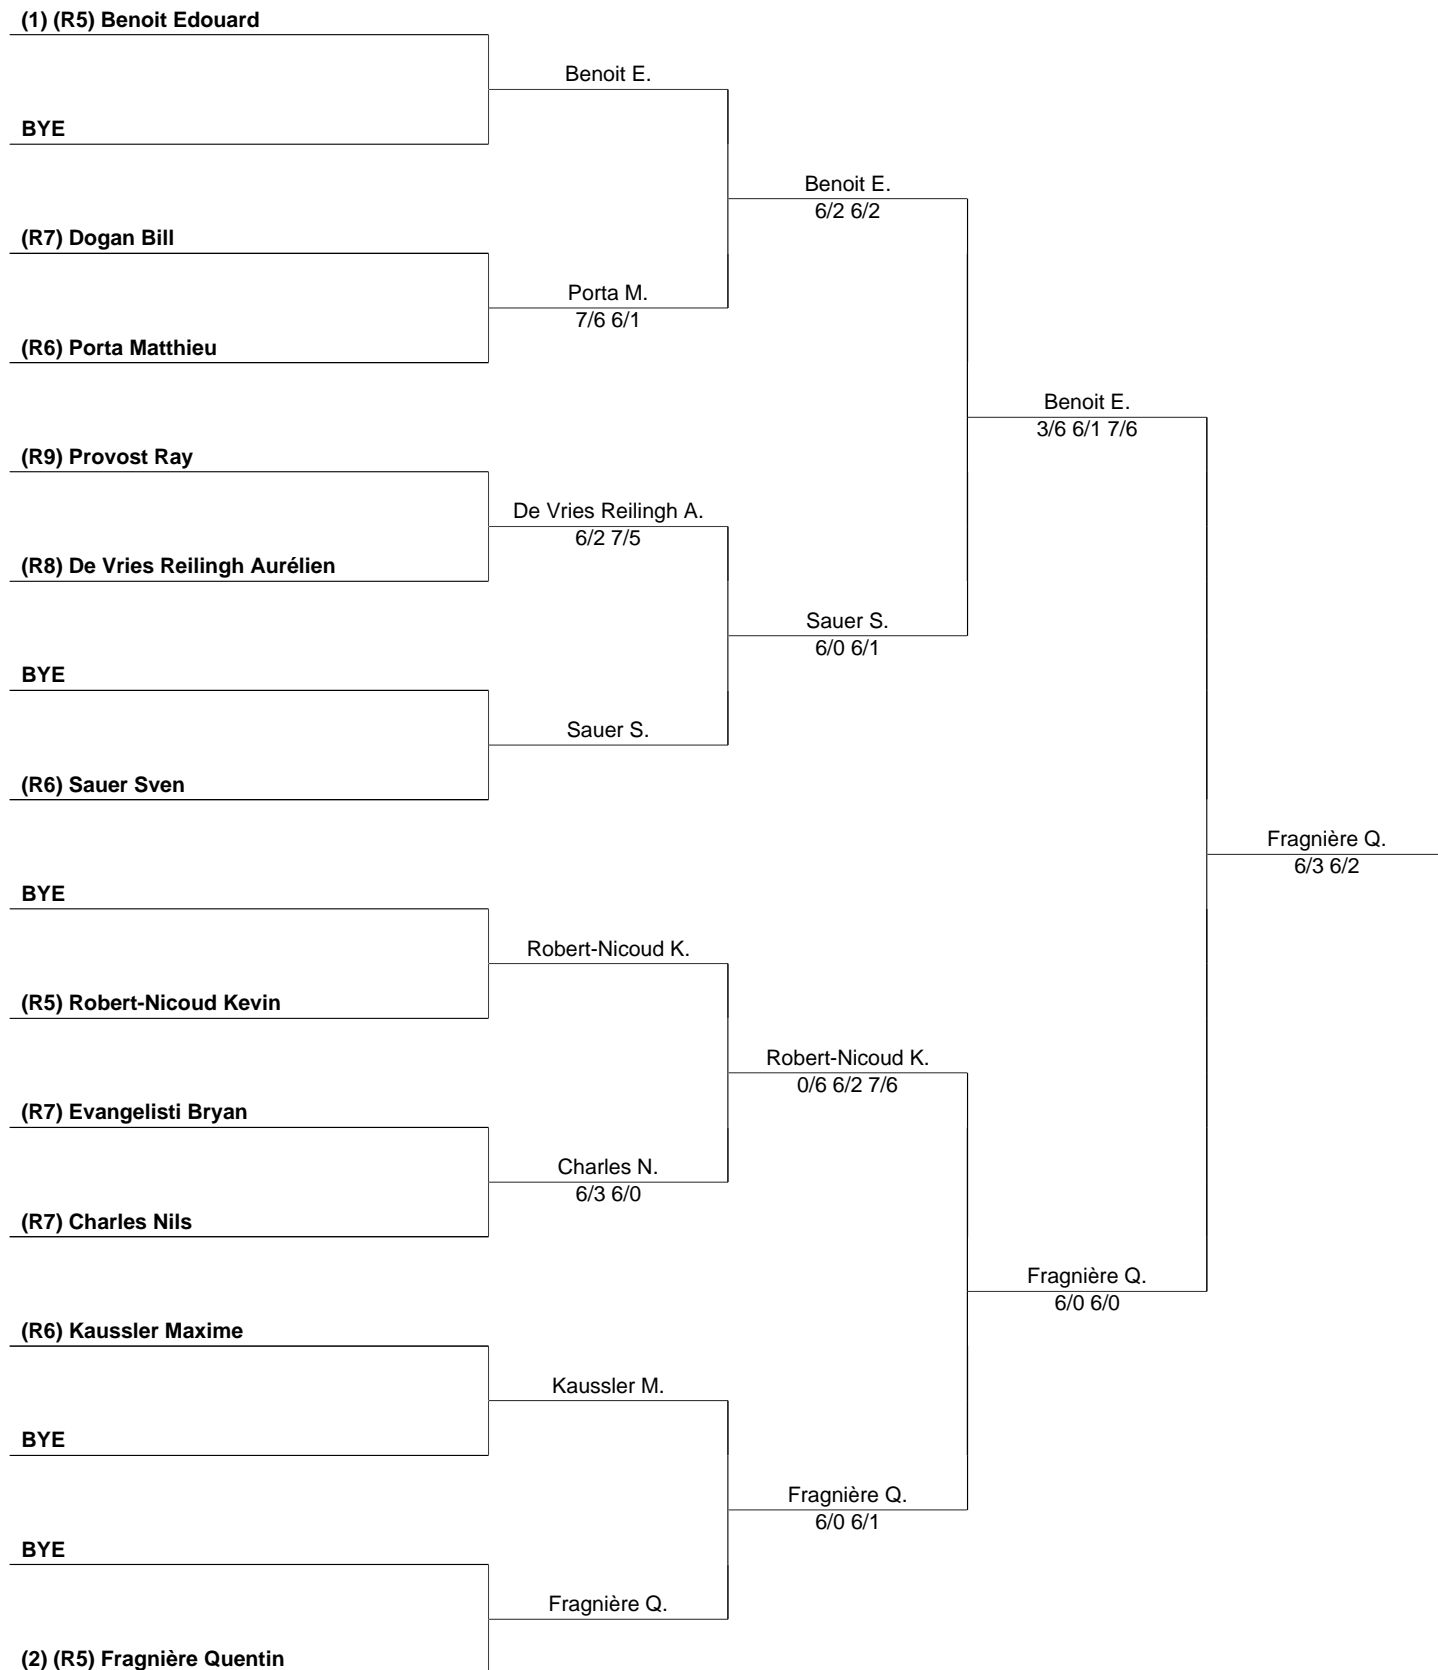 (1) (R5) Benoit Edouard
Benoit E.
BYE
Benoit E.
6/2 6/2
(R7) Dogan Bill
Porta M.
7/6 6/1
(R6) Porta Matthieu
Benoit E.
3/6 6/1 7/6
(R9) Provost Ray
De Vries Reilingh A.
6/2 7/5
(R8) De Vries Reilingh Aurélien
Sauer S.
6/0 6/1
BYE
Sauer S.
(R6) Sauer Sven
Fragnière Q.
6/3 6/2
BYE
Robert-Nicoud K.
(R5) Robert-Nicoud Kevin
Robert-Nicoud K.
0/6 6/2 7/6
(R7) Evangelisti Bryan
Charles N.
6/3 6/0
(R7) Charles Nils
Fragnière Q.
6/0 6/0
(R6) Kaussler Maxime
Kaussler M.
BYE
Fragnière Q.
6/0 6/1
BYE
Fragnière Q.
(2) (R5) Fragnière Quentin